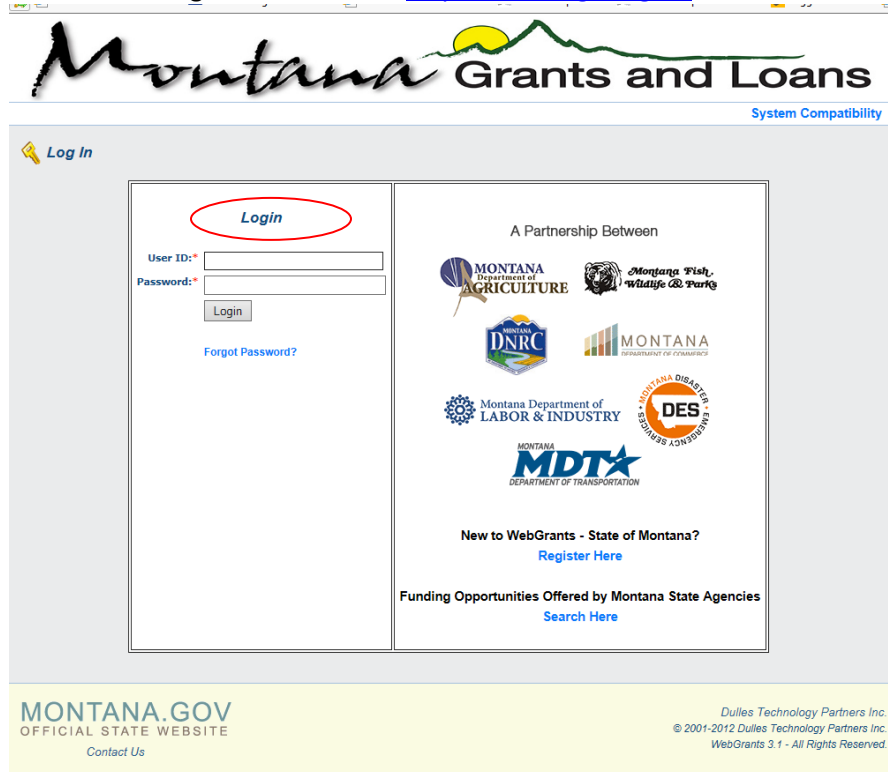 Montana Grants and Loans
System Compatibility
Log In
Login
User ID:*
Password:*
Login
Forgot Password?
A Partnership Between
MONTANA
Department of
AGRICULTURE
Montana Fish,
Wildlife & Parks
MONTANA
DNRC
MONTANA
DEPARTMENT OF COMMERCE
Montana Department of
LABOR & INDUSTRY
MONTANA DISASTER
DES
EMERGENCY SERVICES
MONTANA
MDT
DEPARTMENT OF TRANSPORTATION
New to WebGrants - State of Montana?
Register Here
Funding Opportunities Offered by Montana State Agencies
Search Here
MONTANA.GOV
OFFICIAL STATE WEBSITE
Contact Us
Dulles Technology Partners Inc.
© 2001-2012 Dulles Technology Partners Inc.
WebGrants 3.1 - All Rights Reserved.